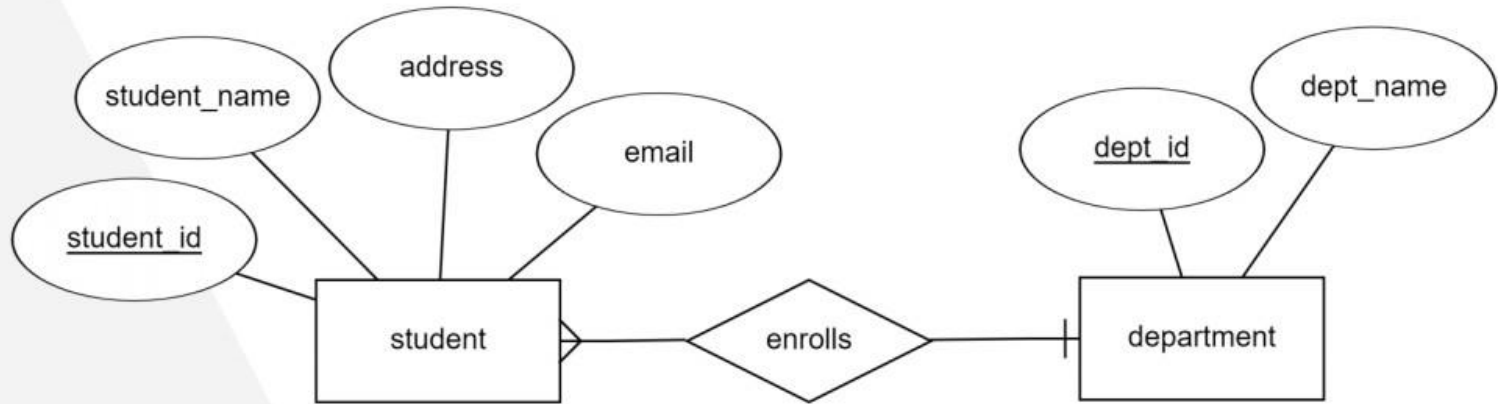 address
dept_name
student_name
dept_id
email
student_id
student
enrolls
department